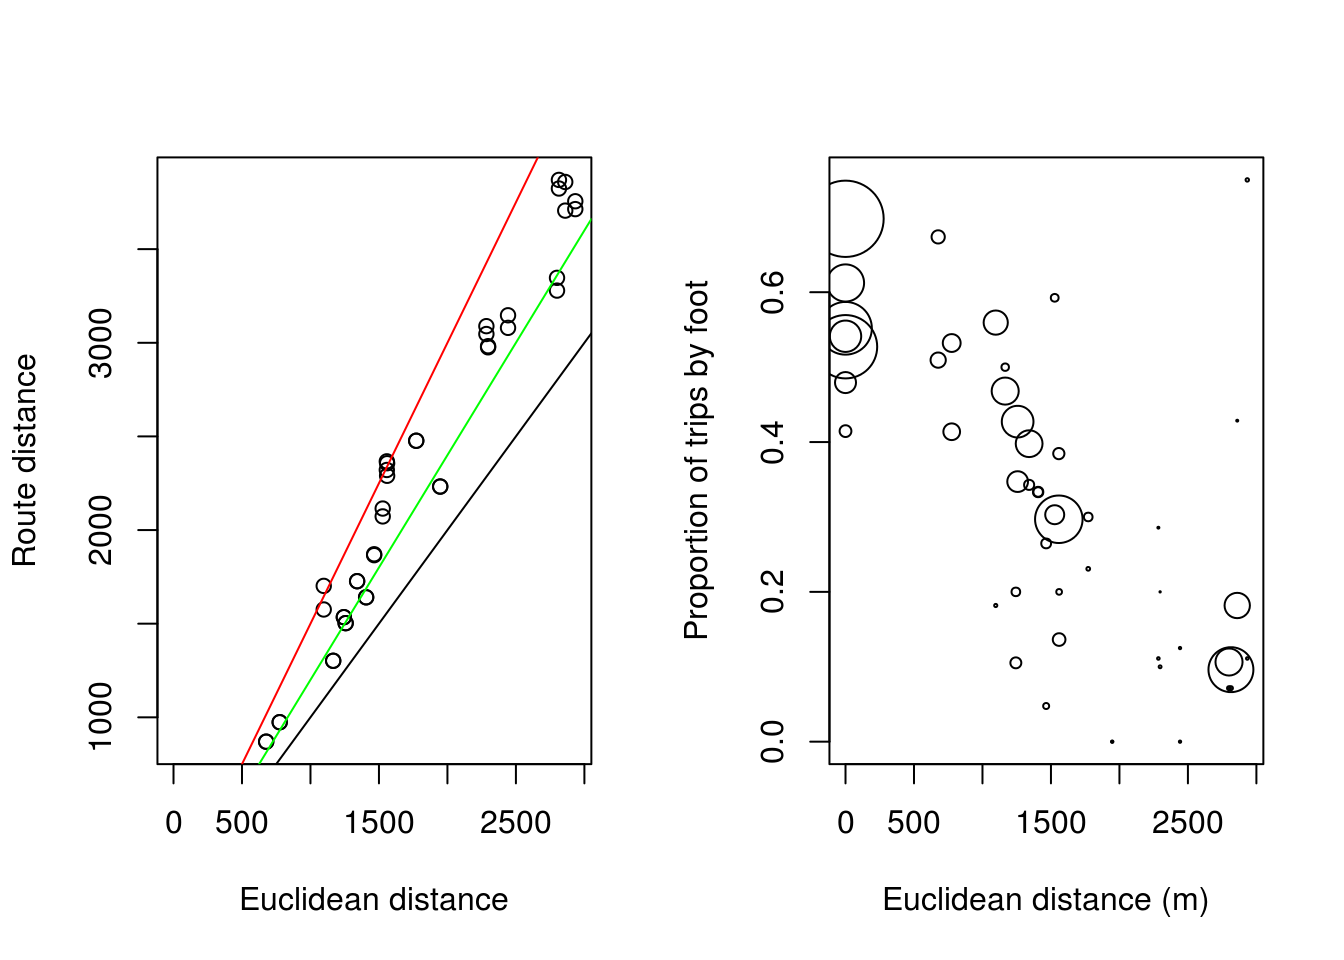 Route distance
3000
2000
1000
0 500 1500 2500
Euclidean distance
Proportion of trips by foot
0.6
0.4
0.2
0.0
0 500 1500 2500
Euclidean distance (m)